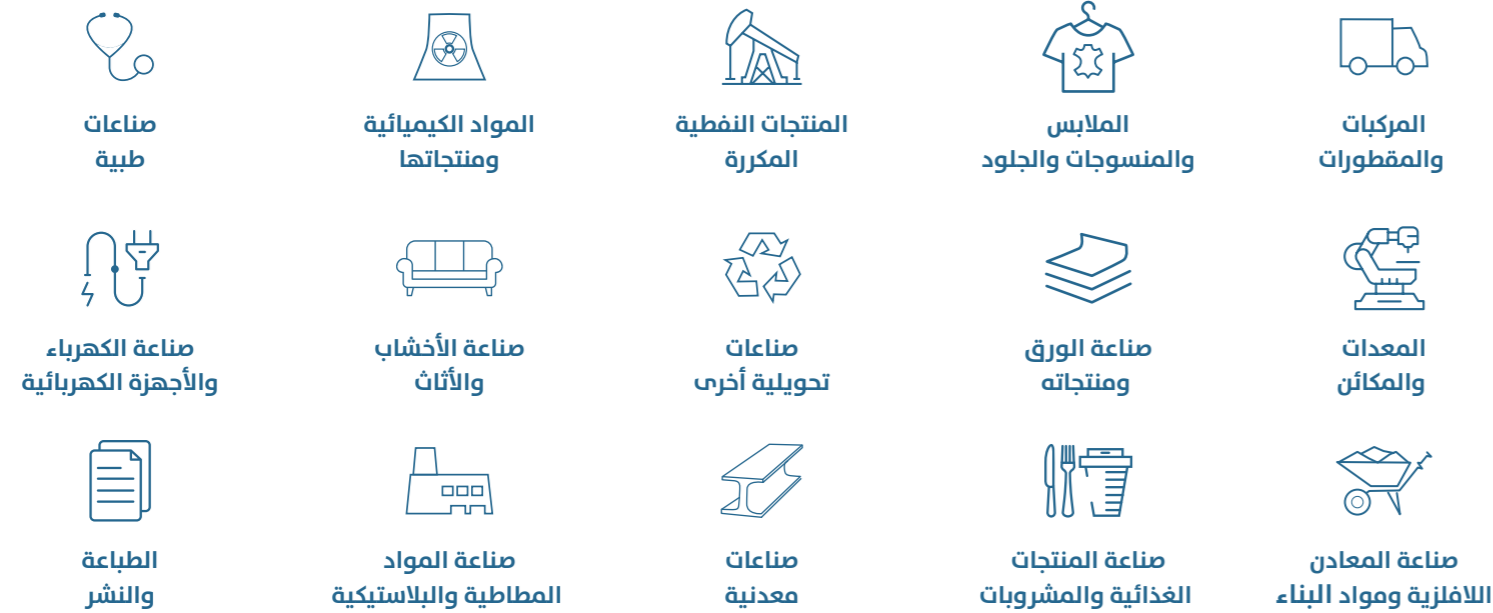 المركبات
والمقطورات
الملابس
والمنسوجات والجلود
المنتجات النفطية
المكررة
المواد الكيميائية
ومنتجاتها
صناعات
طبية
المعدات
والمكائن
صناعة الورق
ومنتجاته
صناعات
تحويلية أخرى
صناعة الأخشاب
والأثاث
صناعة الكهرباء
والأجهزة الكهربائية
صناعة المعادن
اللافلزية ومواد البناء
صناعة المنتجات
الغذائية والمشروبات
صناعات
معدنية
صناعة المواد
المطاطية والبلاستيكية
الطباعة
والنشر